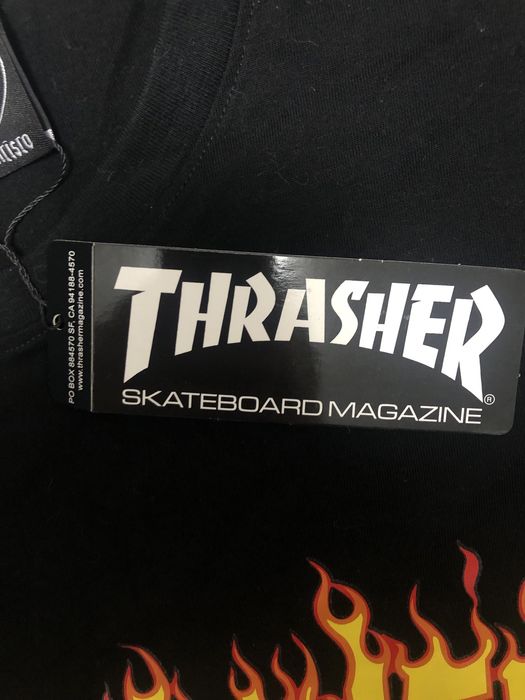 THRASHER
SKATEBOARD MAGAZINE ®
PO BOX 884570 SF, CA 94188-4570
www.thrashermagazine.com